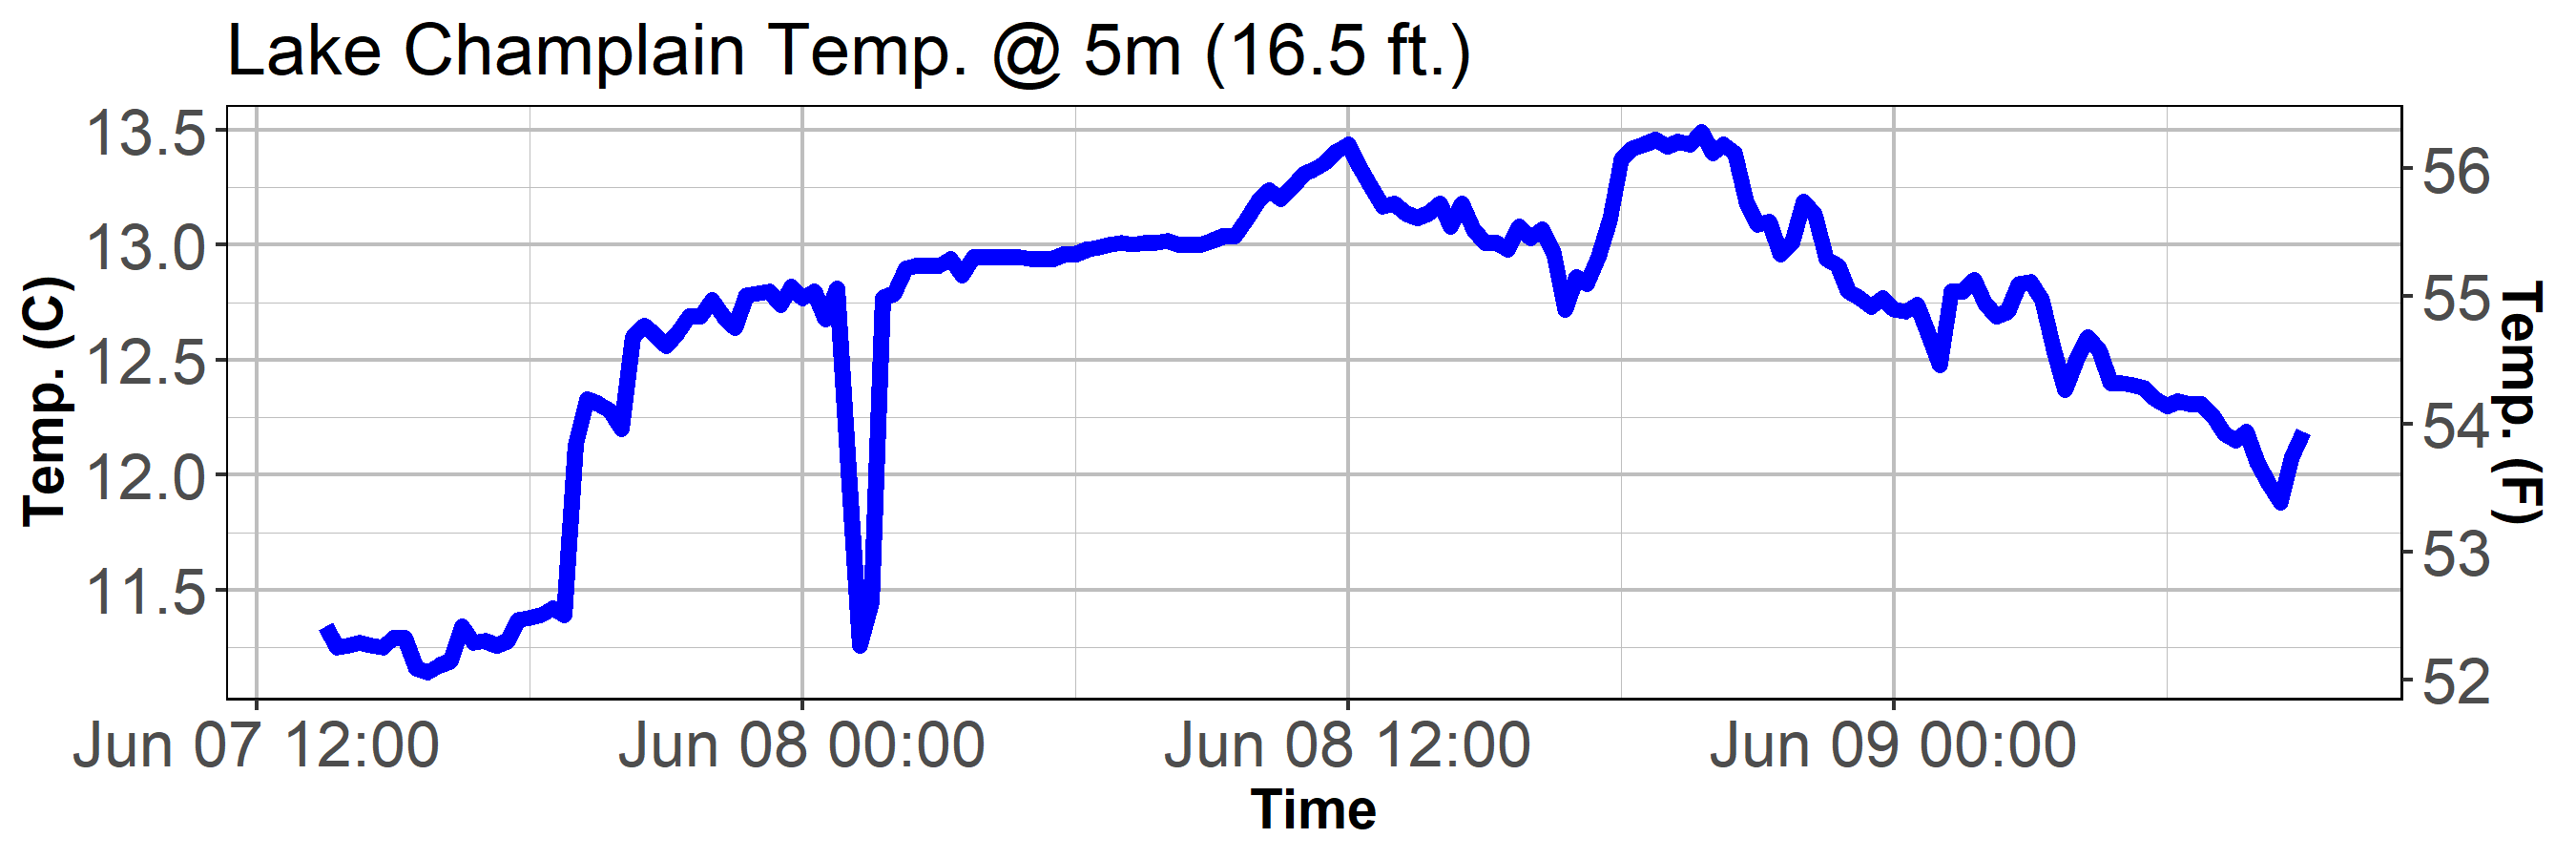 Lake Champlain Temp. @ 5m (16.5 ft.)
13.5
13.0
12.5
12.0
11.5
Temp. (C)
56
55
54
53
52
Temp. (F)
Jun 07 12:00 Jun 08 00:00 Jun 08 12:00 Jun 09 00:00
Time